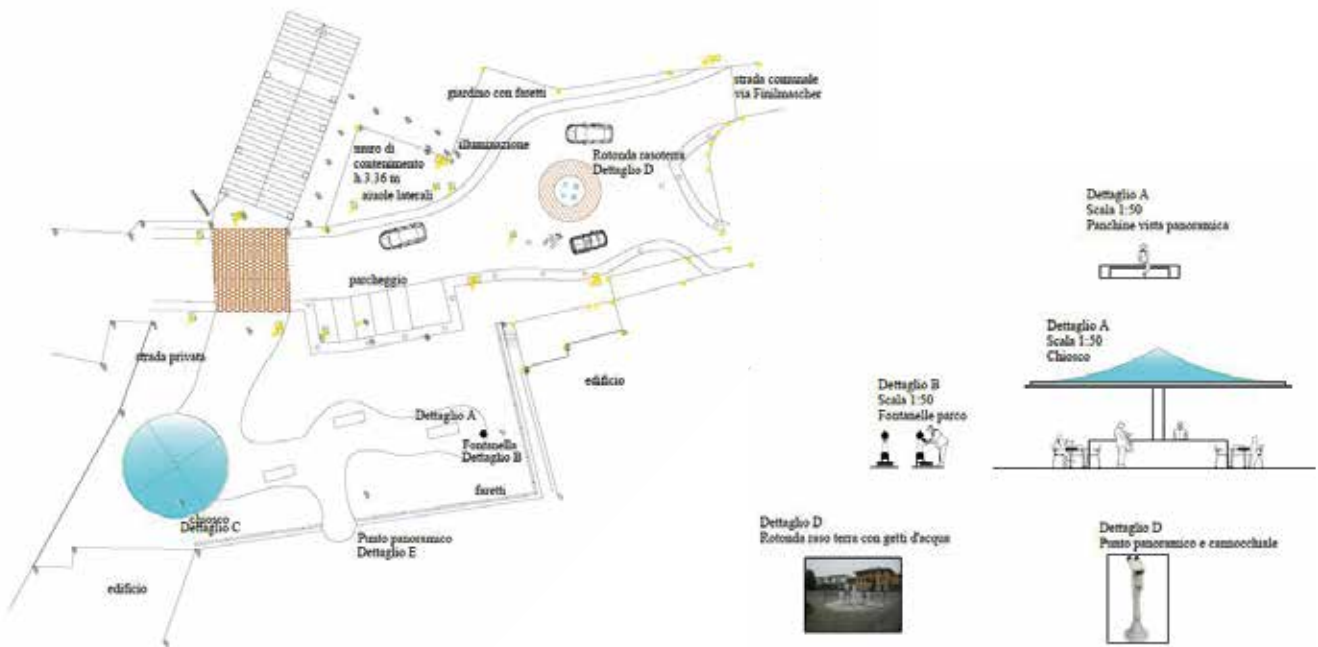 giardino con faretti
strada comunale
via Finilmascher
muro di
contenimento
h.3.36 m
illuminazione
aiuole laterali
Rotonda rasoterra
Dettaglio D
parcheggio
strada privata
edificio
Dettaglio A
Fontanella
Dettaglio B
faretti
chiosco
Dettaglio C
Punto panoramico
Dettaglio E
edificio
Dettaglio A
Scala 1:50
Panchine vista panoramica
Dettaglio A
Scala 1:50
Chiosco
Dettaglio B
Scala 1:50
Fontanelle parco
Dettaglio D
Rotonda raso terra con getti d'acqua
Dettaglio D
Punto panoramico e cannocchiale